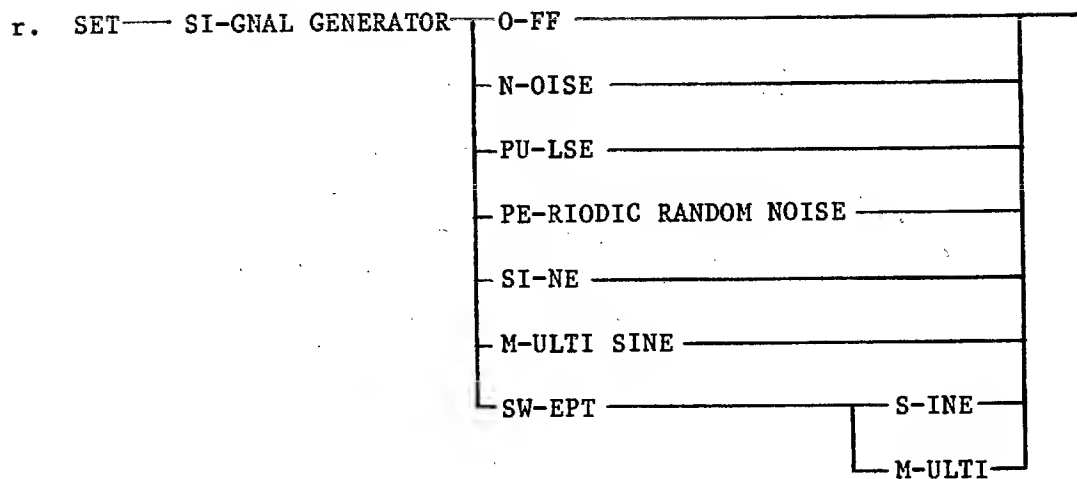 r. SET SI-GNAL GENERATOR O-FF
N-OISE
PU-LSE
PE-RIODIC RANDOM NOISE
SI-NE
M-ULTI SINE
SW-EPT S-INE
M-ULTI